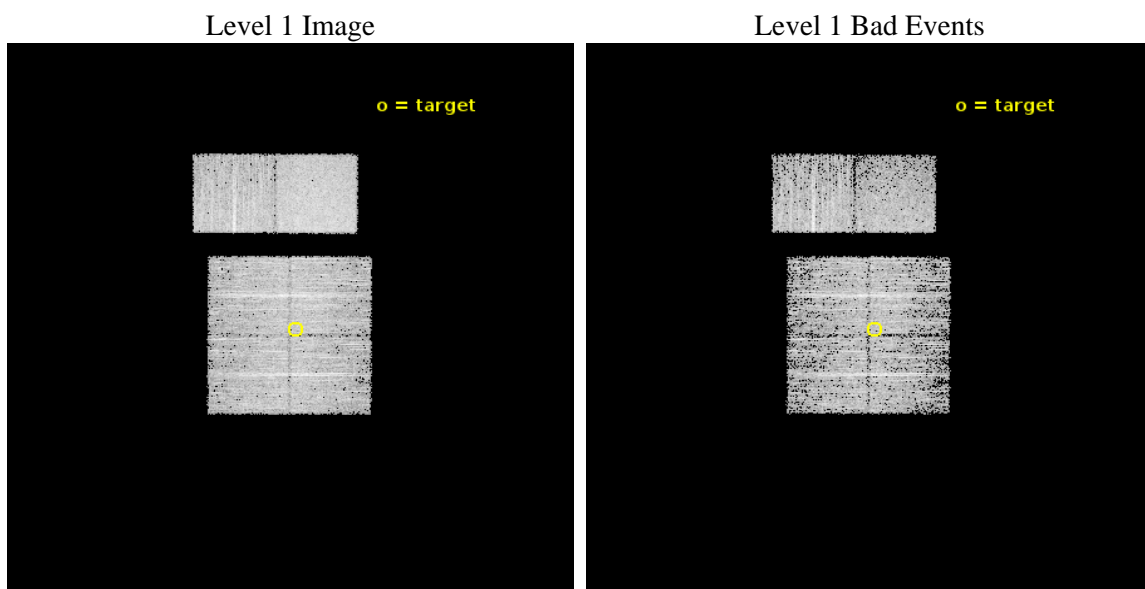 Level 1 Image
Level 1 Bad Events
o = target
o = target